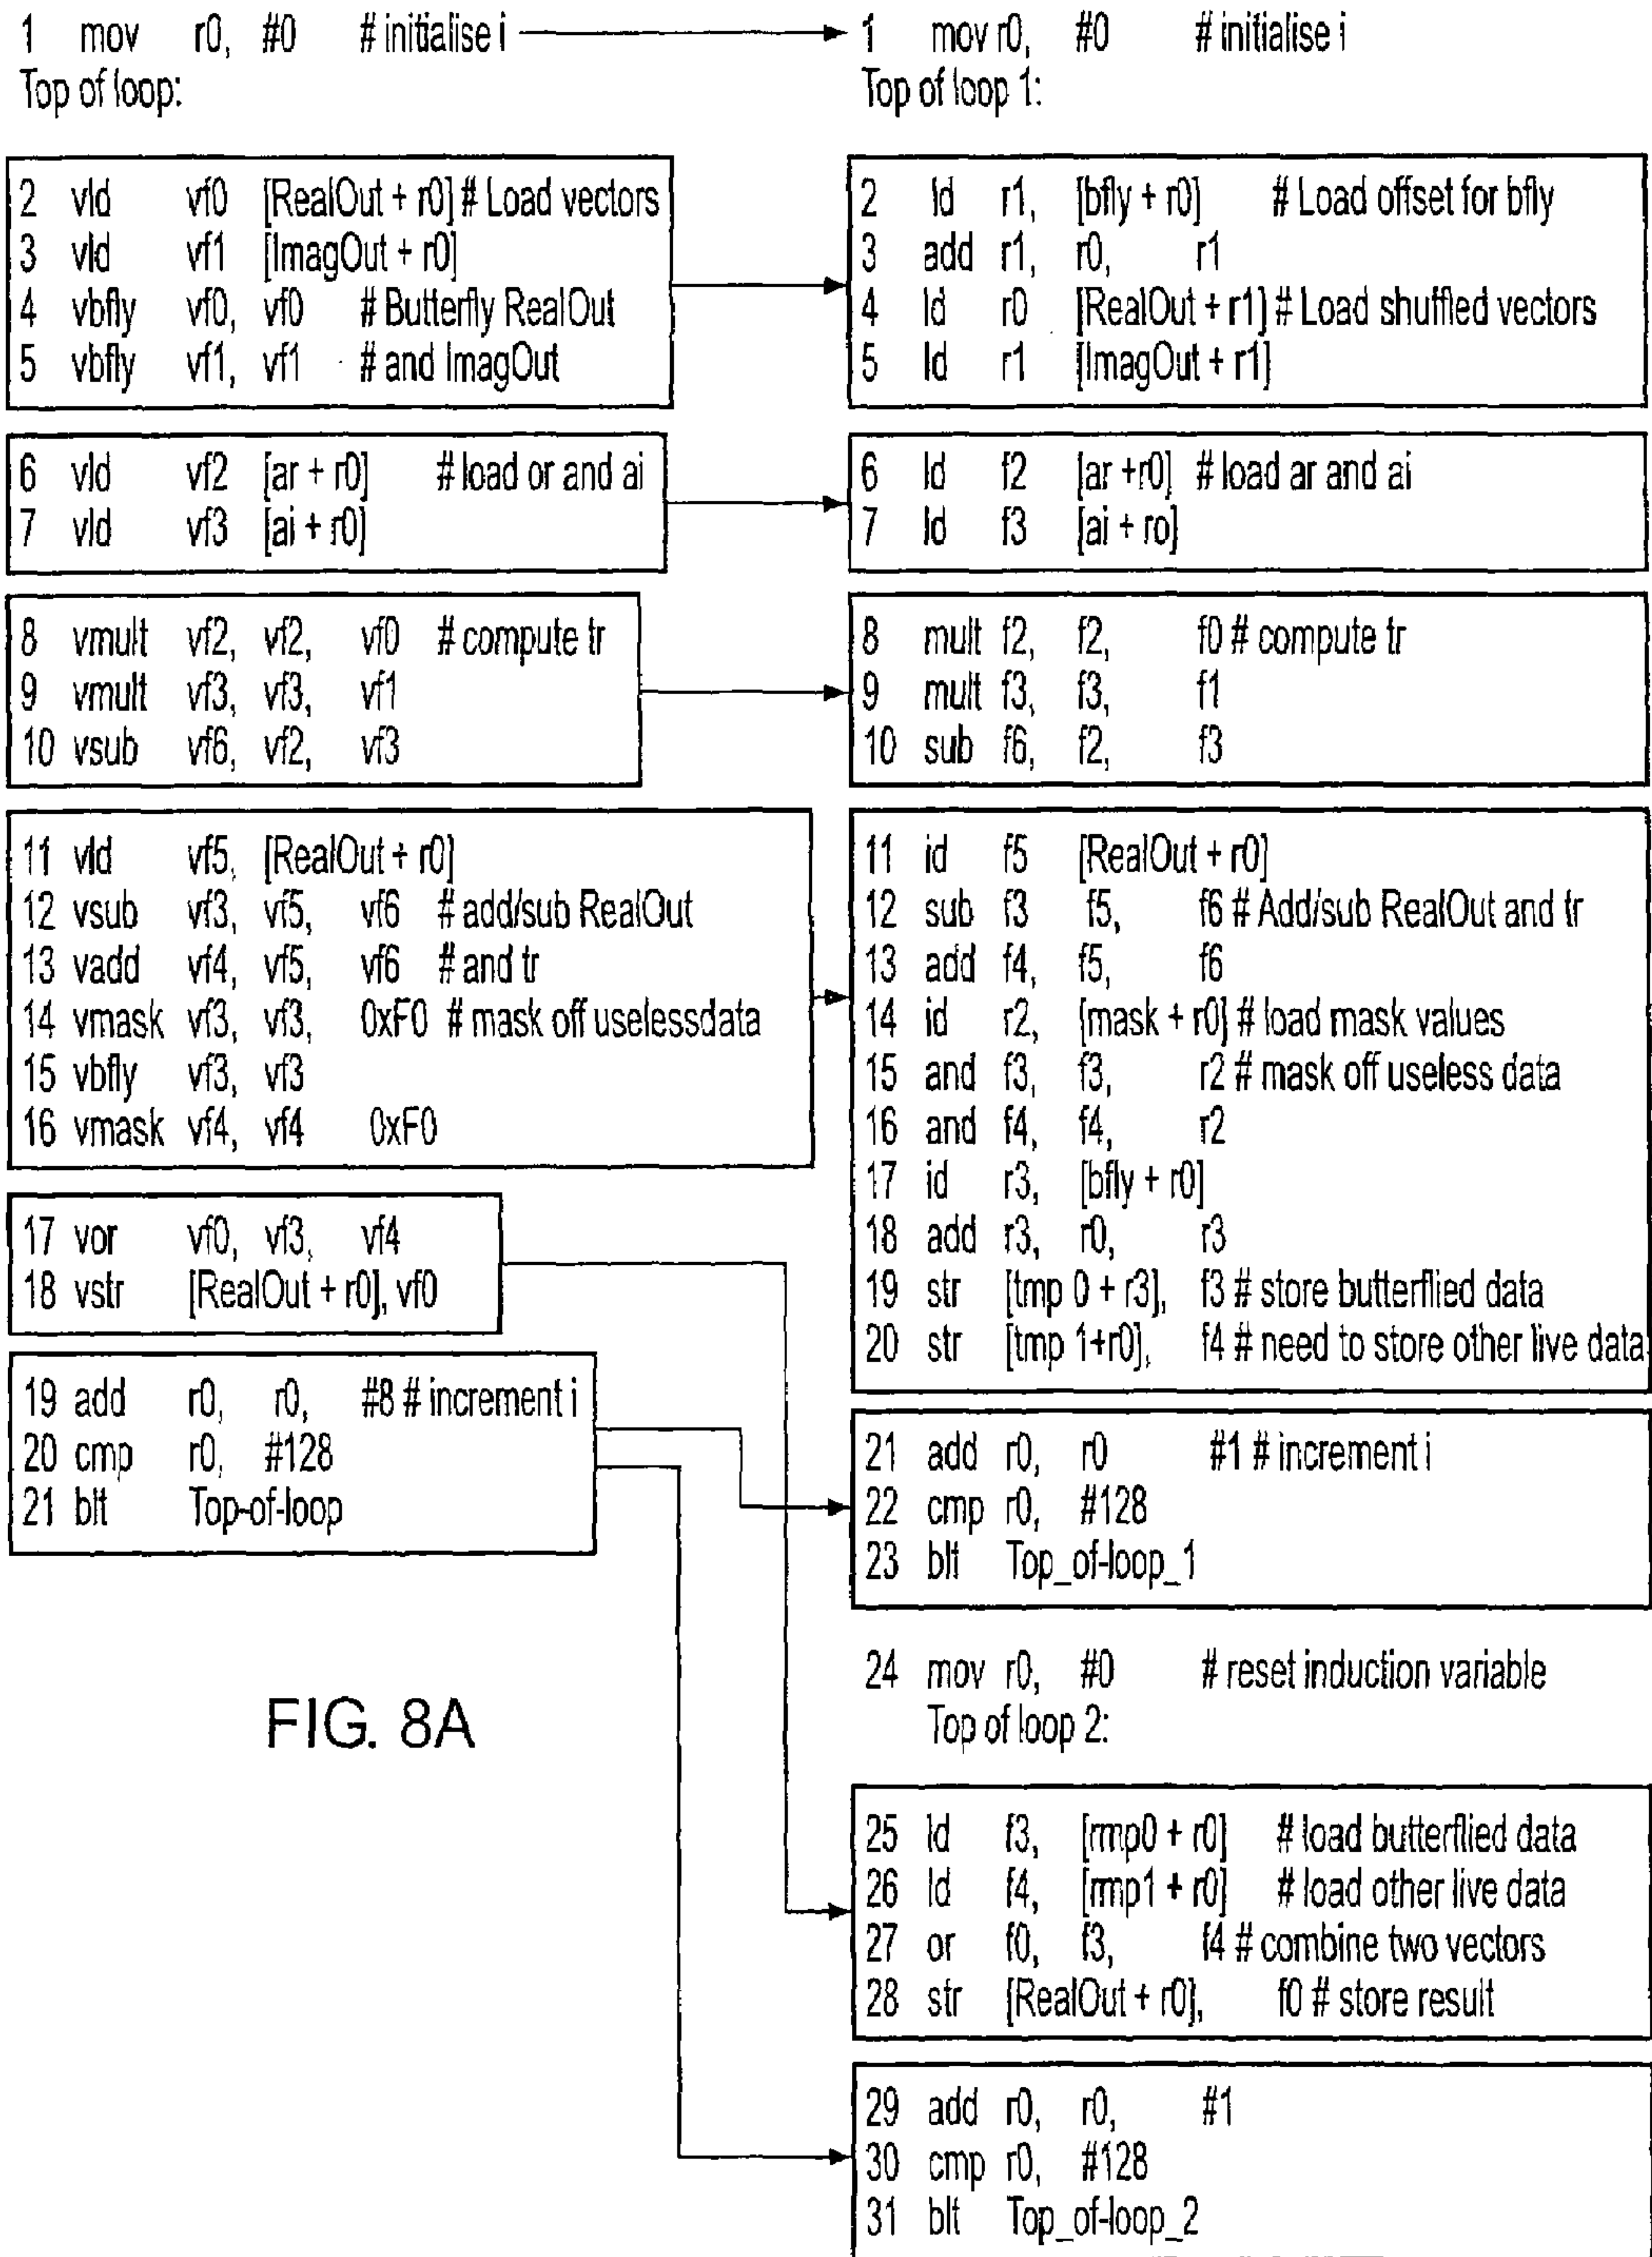 1 mov r0, #0 # initialise i
Top of loop:
2 vld vf0 [RealOut + r0] # Load vectors
3 vld vf1 [ImagOut + r0]
4 vbfly vf0, vf0 # Butterfly RealOut
5 vbfly vf1, vf1 # and ImagOut
6 vld vf2 [ar + r0] # load or and ai
7 vld vf3 [ai + r0]
8 vmult vf2, vf2, vf0 # compute tr
9 vmult vf3, vf3, vf1
10 vsub vf6, vf2, vf3
11 vld vf5, [RealOut + r0]
12 vsub vf3, vf5, vf6 # add/sub RealOut
13 vadd vf4, vf5, vf6 # and tr
14 vmask vf3, vf3, 0xF0 # mask off uselessdata
15 vbfly vf3, vf3
16 vmask vf4, vf4 0xF0
17 vor vf0, vf3, vf4
18 vstr [RealOut + r0], vf0
19 add r0, r0, #8 # increment i
20 cmp r0, #128
21 blt Top-of-loop
FIG. 8A
1 mov r0, #0 # initialise i
Top of loop 1:
2 ld r1, [bfly + r0] # Load offset for bfly
3 add r1, r0, r1
4 ld r0 [RealOut + r1] # Load shuffled vectors
5 ld r1 [ImagOut + r1]
6 ld f2 [ar +r0] # load ar and ai
7 ld f3 [ai + ro]
8 mult f2, f2, f0 # compute tr
9 mult f3, f3, f1
10 sub f6, f2, f3
11 id f5 [RealOut + r0]
12 sub f3 f5, f6 # Add/sub RealOut and tr
13 add f4, f5, f6
14 id r2, [mask + r0] # load mask values
15 and f3, f3, r2 # mask off useless data
16 and f4, f4, r2
17 id r3, [bfly + r0]
18 add r3, r0, r3
19 str [tmp 0 + r3], f3 # store butterflied data
20 str [tmp 1+r0], f4 # need to store other live data
21 add r0, r0 #1 # increment i
22 cmp r0, #128
23 blt Top_of-loop_1
24 mov r0, #0 # reset induction variable
Top of loop 2:
25 ld f3, [rmp0 + r0] # load butterflied data
26 ld f4, [rmp1 + r0] # load other live data
27 or f0, f3, f4 # combine two vectors
28 str [RealOut + r0], f0 # store result
29 add r0, r0, #1
30 cmp r0, #128
31 blt Top_of-loop_2